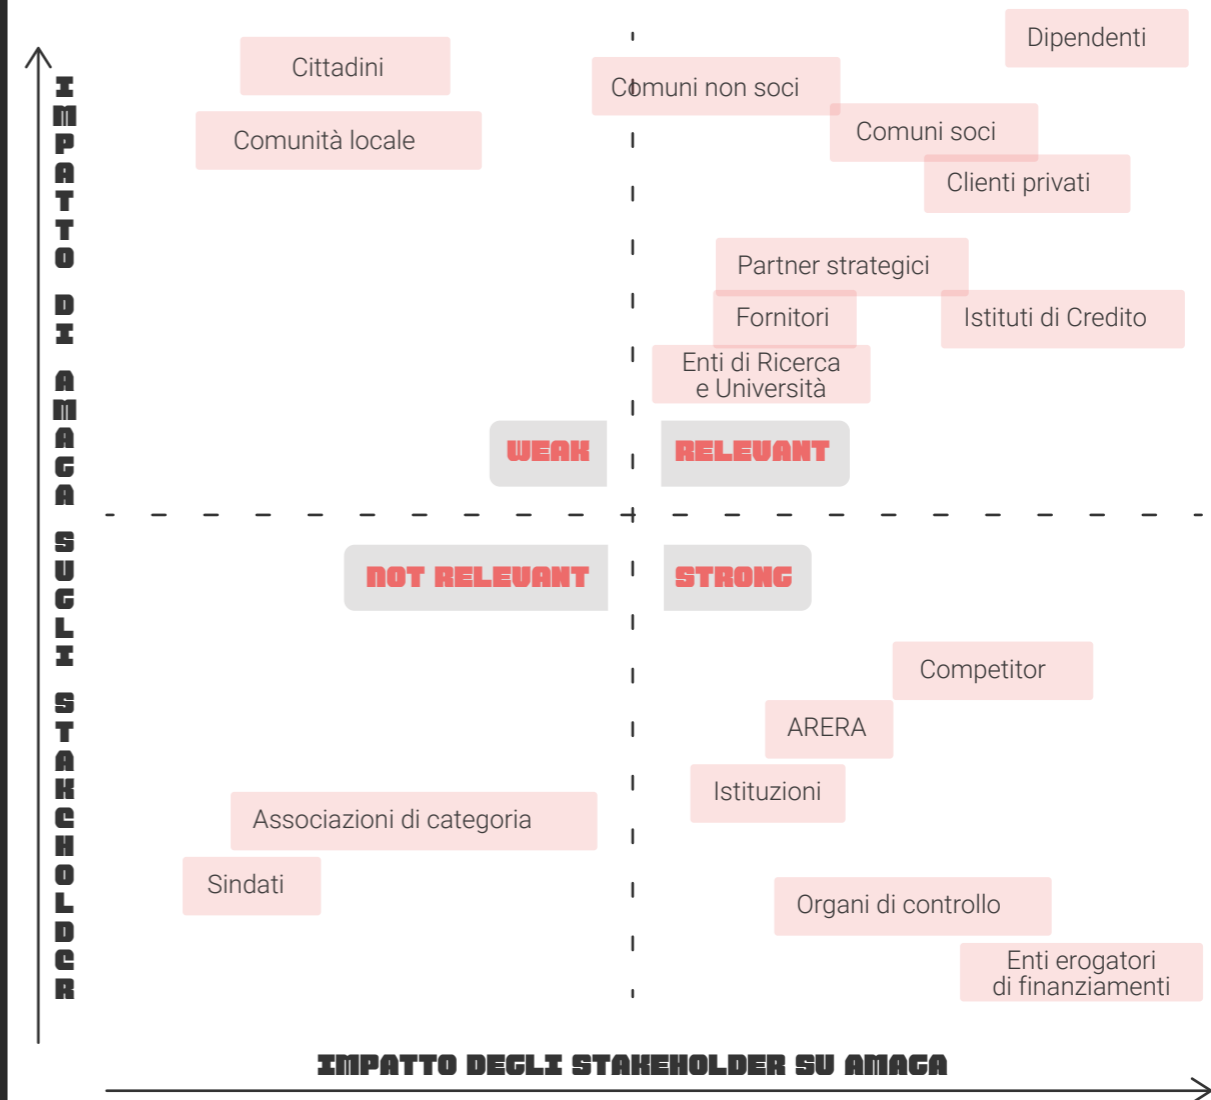 IMPATTO DI AMAGA SUGLI STAKEHOLDER
Cittadini
Dipendenti
Comuni non soci
Comunità locale
Comuni soci
Clienti privati
Partner strategici
Fornitori
Istituti di Credito
Enti di Ricerca
e Università
WEAK
RELEVANT
NOT RELEVANT
STRONG
Competitor
ARERA
Istituzioni
Associazioni di categoria
Sindati
Organi di controllo
Enti erogatori
di finanziamenti
IMPATTO DEGLI STAKEHOLDER SU AMAGA